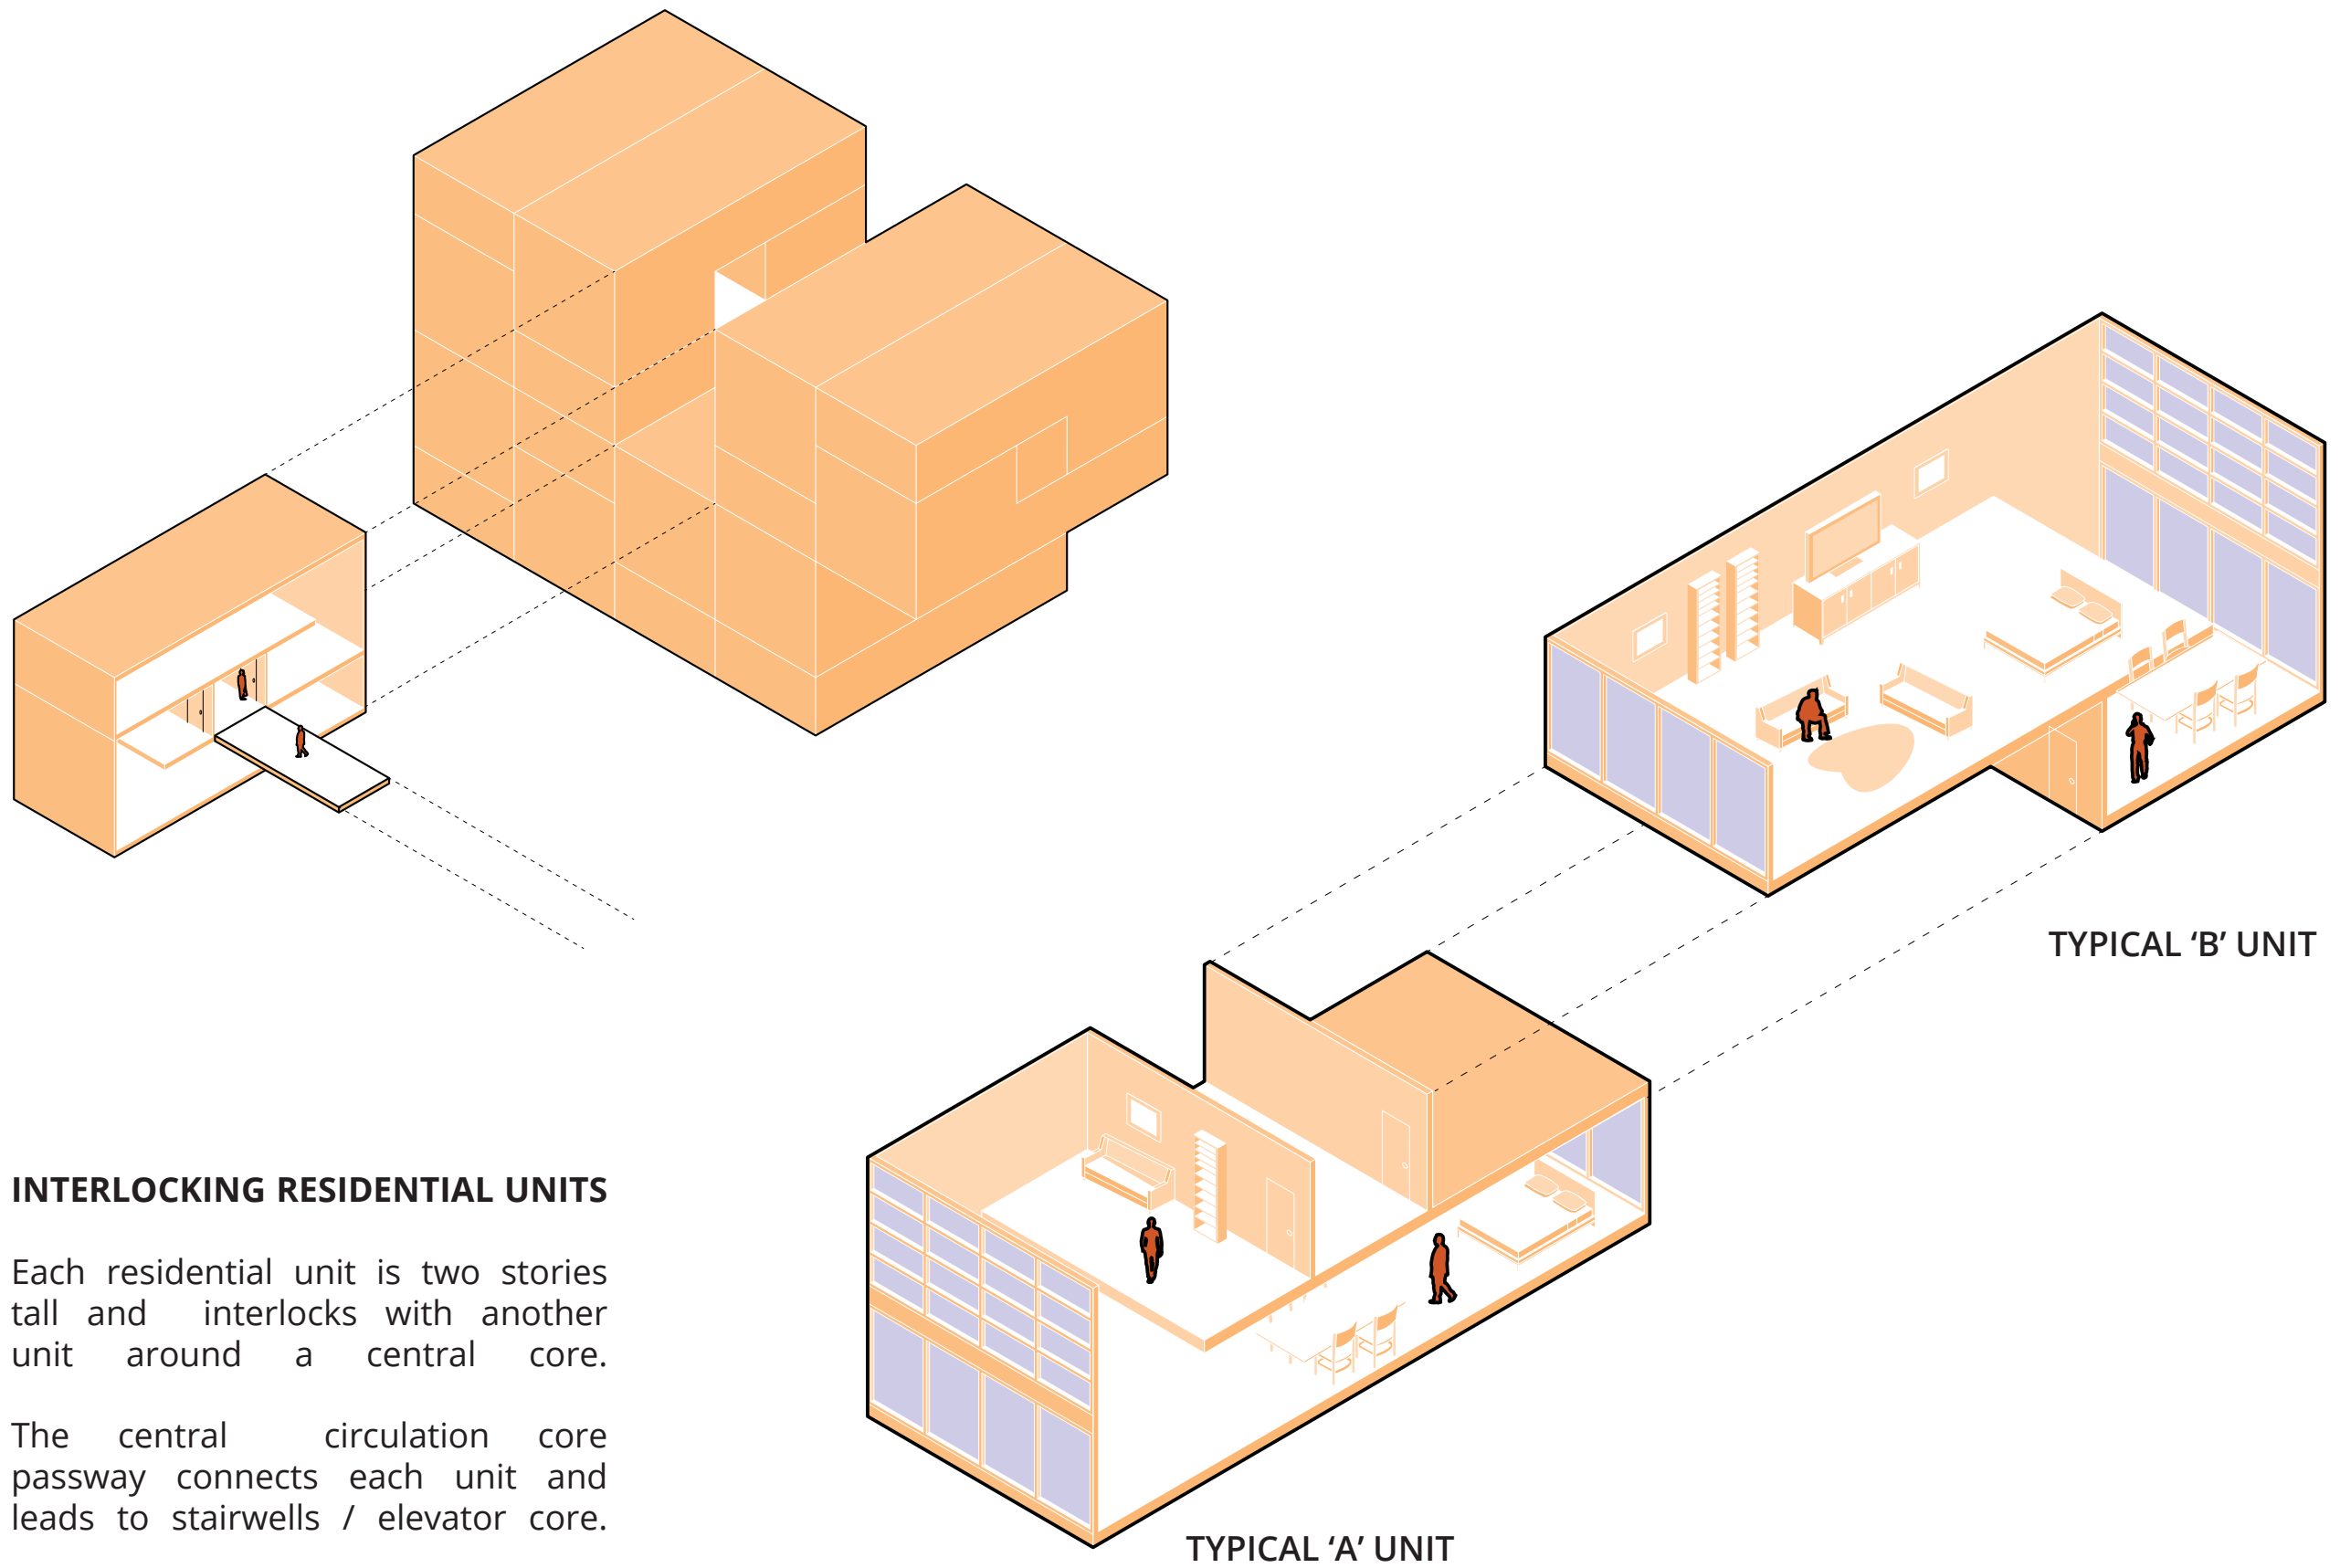 TYPICAL ‘B’ UNIT
INTERLOCKING RESIDENTIAL UNITS
Each residential unit is two stories
tall and interlocks with another
unit around a central core.
The central circulation core
passway connects each unit and
leads to stairwells / elevator core.
TYPICAL ‘A’ UNIT